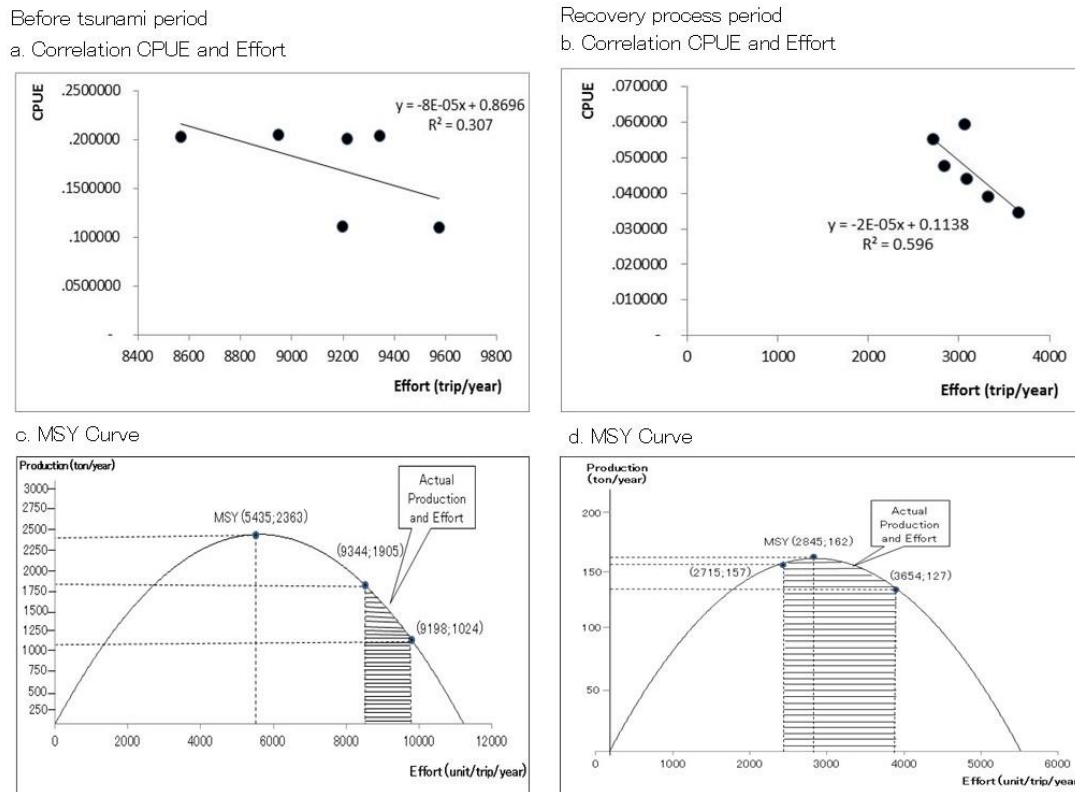 Before tsunami period
a. Correlation CPUE and Effort
CPUE
.2500000
.200000
.1500000
.100000
.0500000
-
y = -8E-05x + 0.8696
R² = 0.307
8400 8600 8800 9000 9200 9400 9600 9800
Effort (trip/year)
Recovery process period
b. Correlation CPUE and Effort
CPUE
.070000
.060000
.050000
.040000
.030000
.020000
.010000
-
y = -2E-05x + 0.1138
R² = 0.596
0 1000 2000 3000 4000
Effort (trip/year)
c. MSY Curve
Production(ton/year)
3000
2750
2500
2250
2000
1750
1500
1250
1000
750
500
250
Actual
Production
and Effort
MSY(5435;2363)
(9344;1905)
(9198;1024)
0 2000 4000 6000 8000 10000 12000
Effort(unit/trip/year)
d. MSY Curve
Production
(ton/year)
200
150
100
50
Actual
Production
and Effort
MSY(2845;162)
(2715;157)
(3654;127)
0 1000 2000 3000 4000 5000 6000
Effort(unit/trip/year)